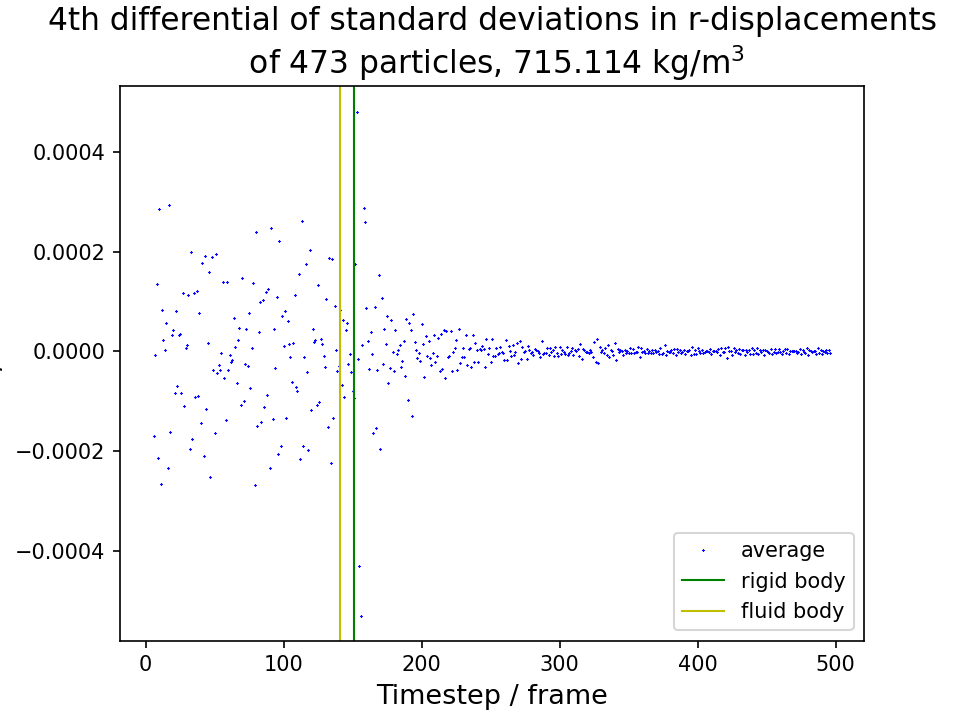 4th differential of standard deviations in r-displacements
of 473 particles, 715.114 kg/m³
0.0004
0.0002
0.0000
−0.0002
−0.0004
average
rigid body
fluid body
0
100
200
300
400
500
Timestep / frame